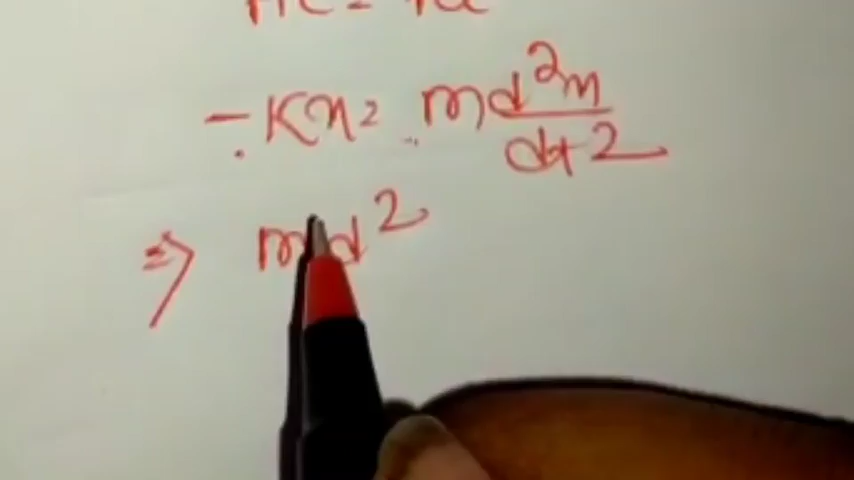 - Kx = md²x/dt²
⇒ md²